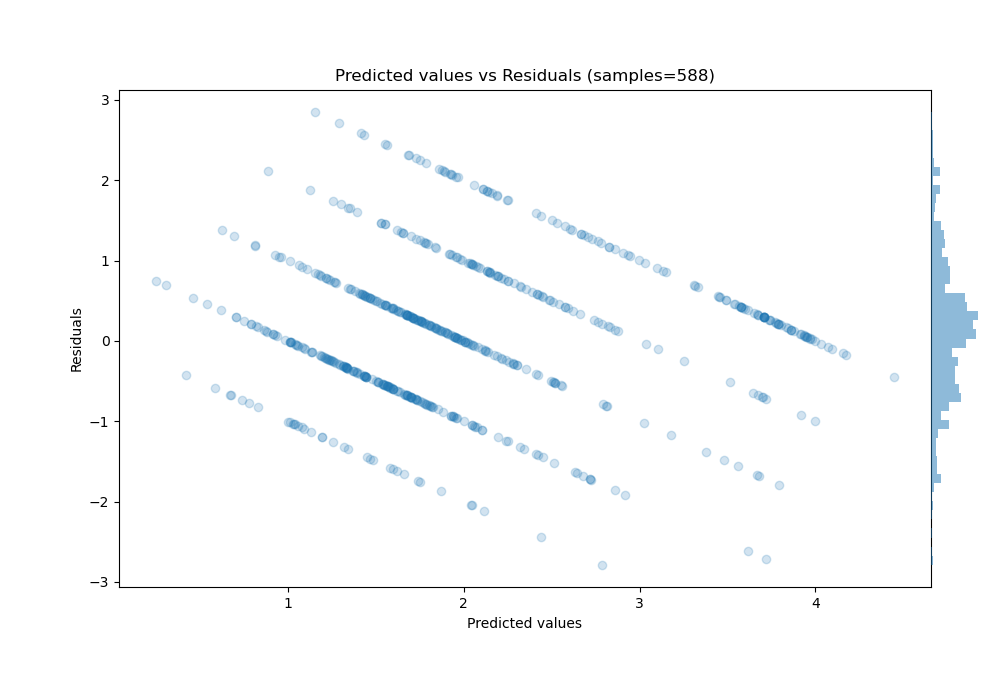 Predicted values vs Residuals (samples=588)
3
2
1
0
−1
−2
−3
Residuals
1 2 3 4
Predicted values